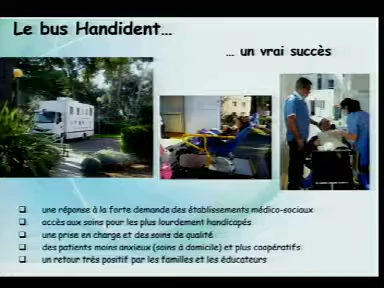 Le bus Handident...
... un vrai succès
❑ une réponse à la forte demande des établissements médico-sociaux
❑ accès aux soins pour les plus lourdement handicapés
❑ une prise en charge et des soins de qualité
❑ des patients moins anxieux (soins à domicile) et plus coopératifs
❑ un retour très positif par les familles et les éducateurs